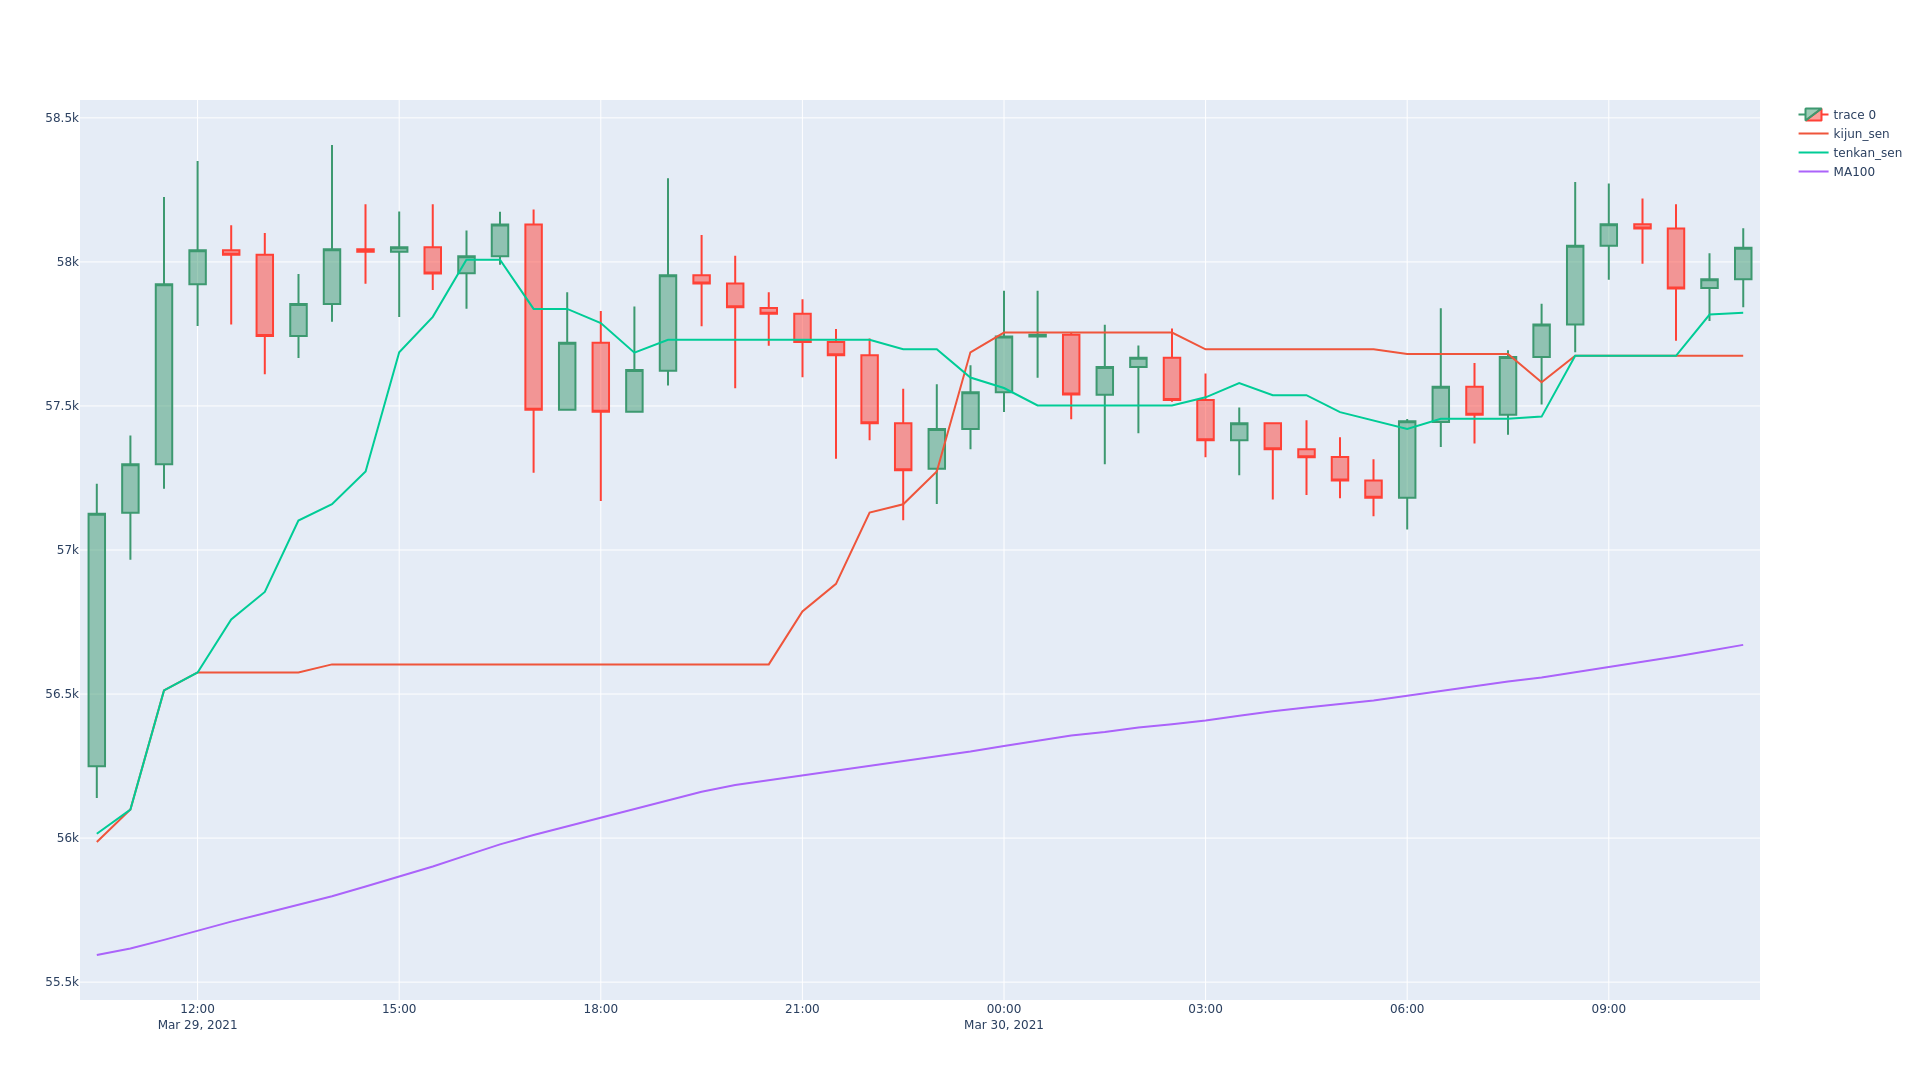 58.5k
58k
57.5k
57k
56.5k
56k
55.5k
12:00
Mar 29, 2021
15:00
18:00
21:00
00:00
Mar 30, 2021
03:00
06:00
09:00
trace 0
kijun_sen
tenkan_sen
MA100